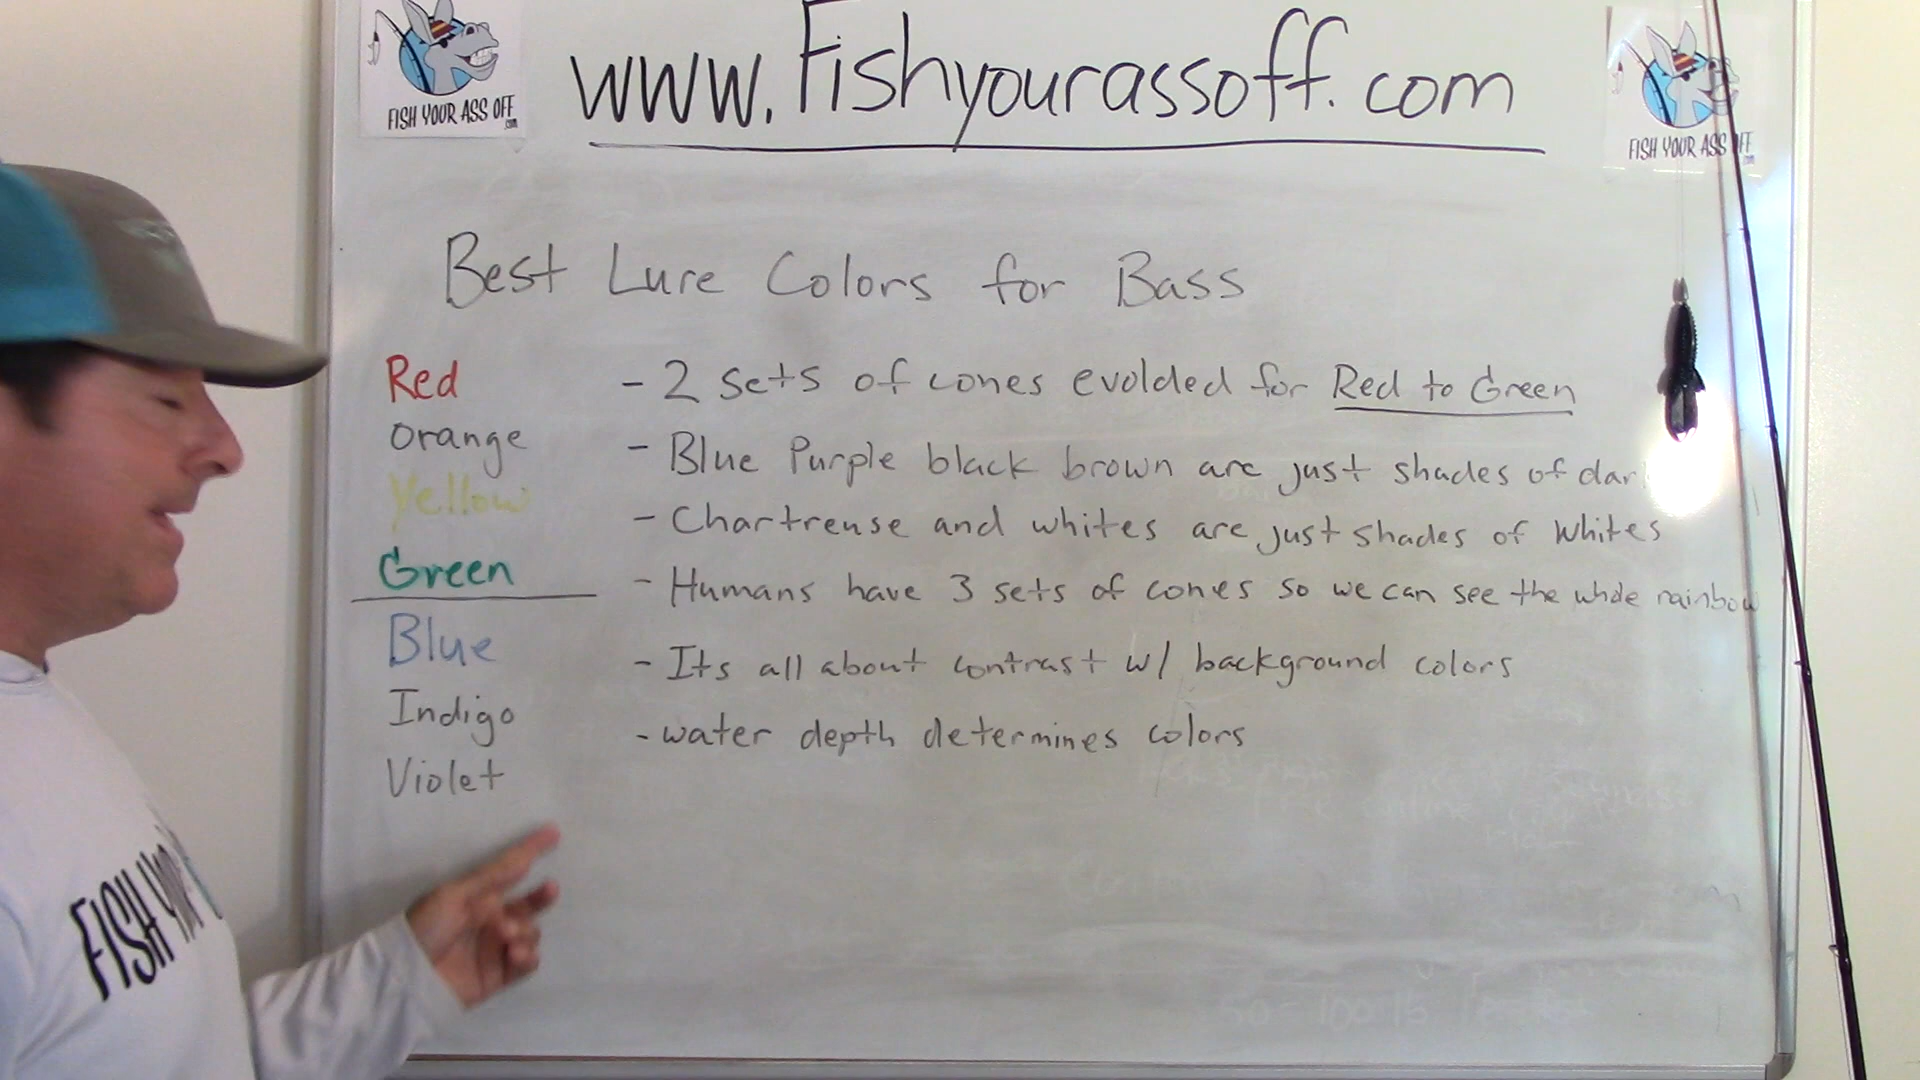 www.Fishyourassoff.com
FISH YOUR ASS OFF
.com
FISH YOUR ASS OFF
.com
Best Lure Colors for Bass
Red
Orange
Yellow
Green
Blue
Indigo
Violet
- 2 sets of cones evolded for Red to Green
- Blue Purple black brown are just shades of dar
- Chartreuse and whites are just shades of whites
- Humans have 3 sets of cones so we can see the whole rainbow
- Its all about contrast w/ background colors
- water depth determines colors
FISH YOUR